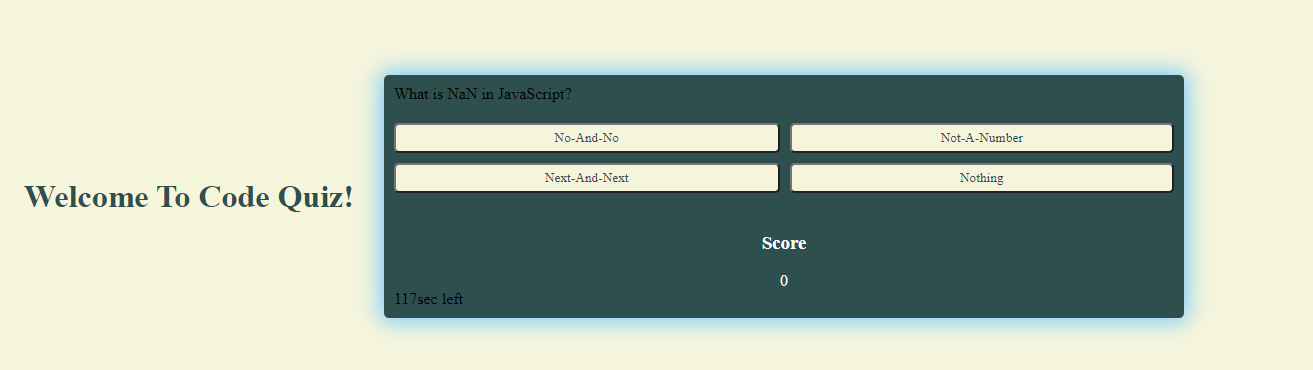 Welcome To Code Quiz!
What is NaN in JavaScript?
No-And-No
Not-A-Number
Next-And-Next
Nothing
Score
0
117sec left